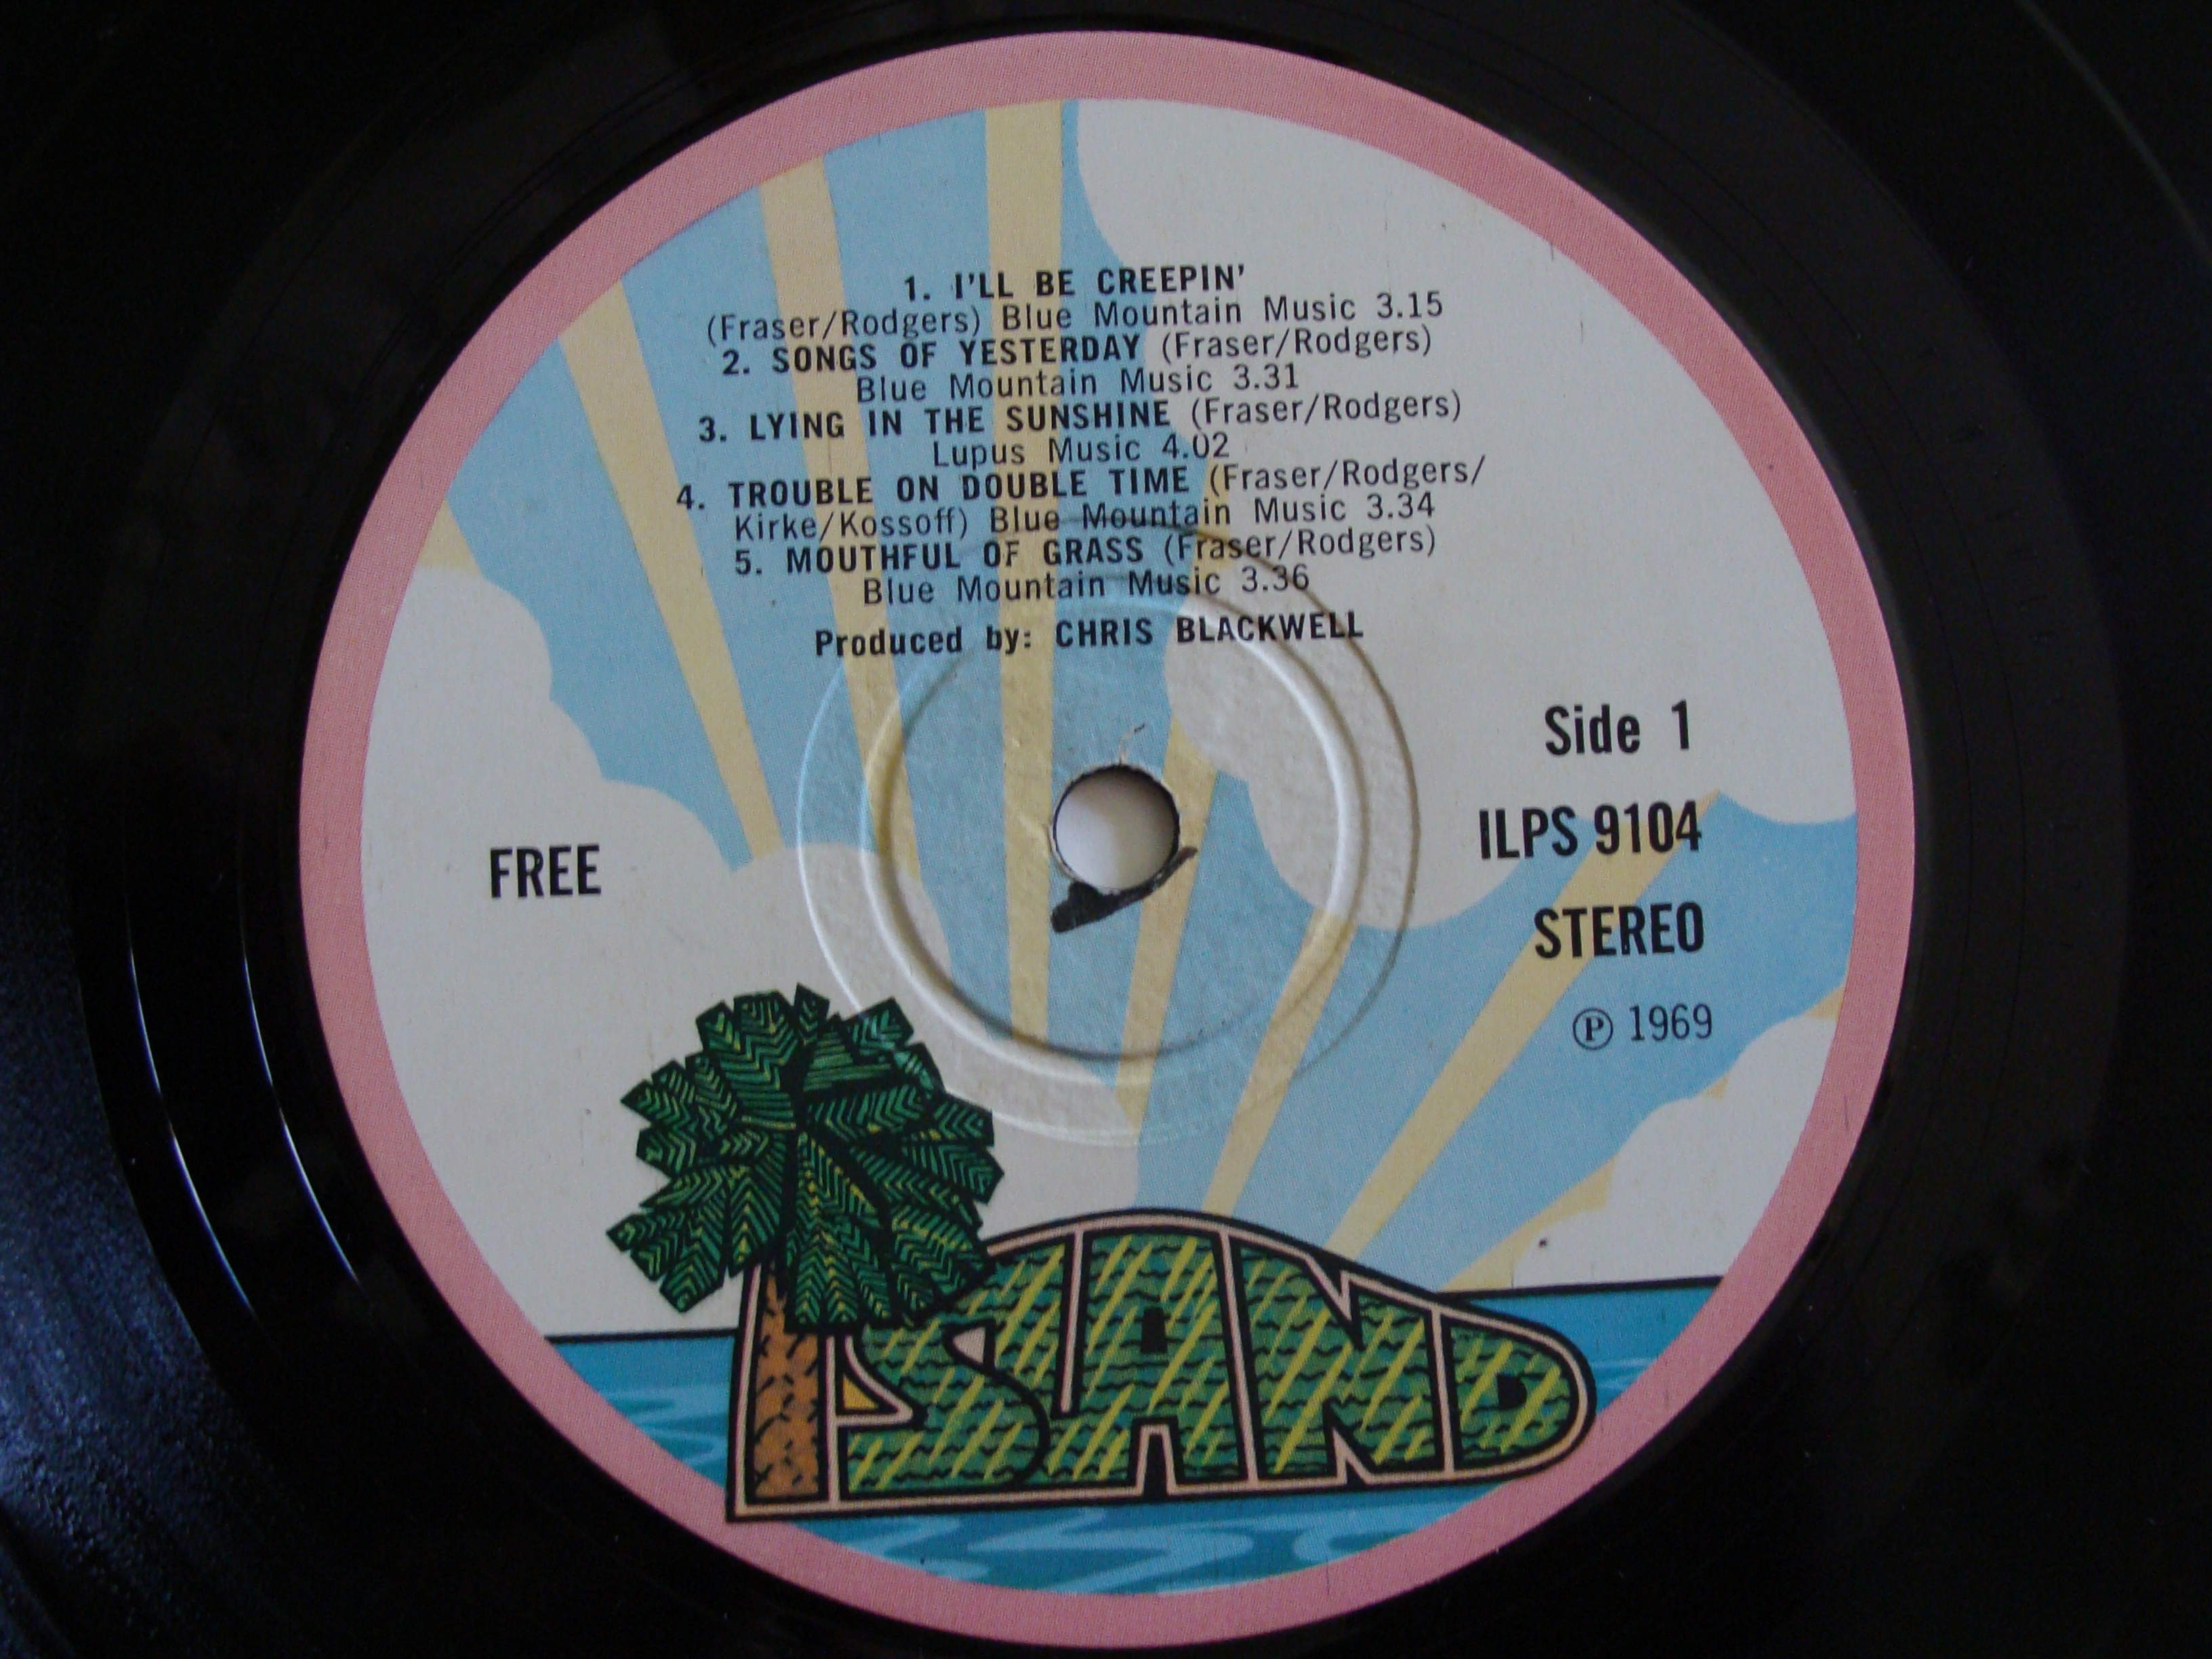 1. I'LL BE CREEPIN'
(Fraser/Rodgers) Blue Mountain Music 3.15
2. SONGS OF YESTERDAY (Fraser/Rodgers)
Blue Mountain Music 3.31
3. LYING IN THE SUNSHINE (Fraser/Rodgers)
Lupus Music 4.02
4. TROUBLE ON DOUBLE TIME (Fraser/Rodgers/
Kirke/Kossoff) Blue Mountain Music 3.34
5. MOUTHFUL OF GRASS (Fraser/Rodgers)
Blue Mountain Music 3.36
Produced by: CHRIS BLACKWELL
Side 1
ILPS 9104
FREE
STEREO
Ⓟ 1969
ISLAND